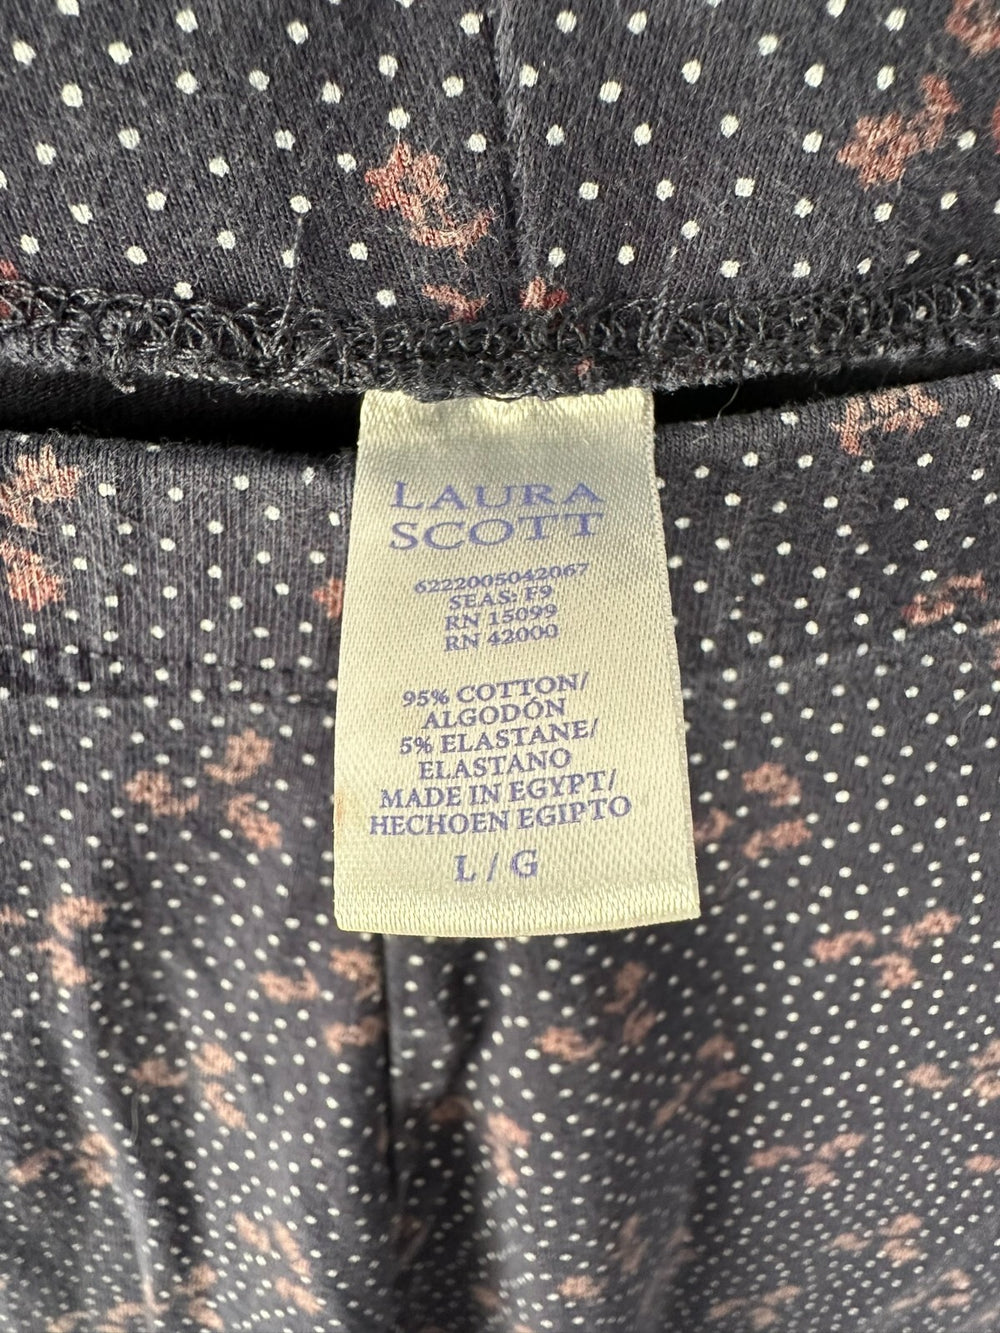 LAURA
SCOTT
6222005042067
SEAS: F9
RN 15099
RN 42000
95% COTTON/
ALGODÓN
5% ELASTANE/
ELASTANO
MADE IN EGYPT/
HECHOEN EGIPTO
L / G